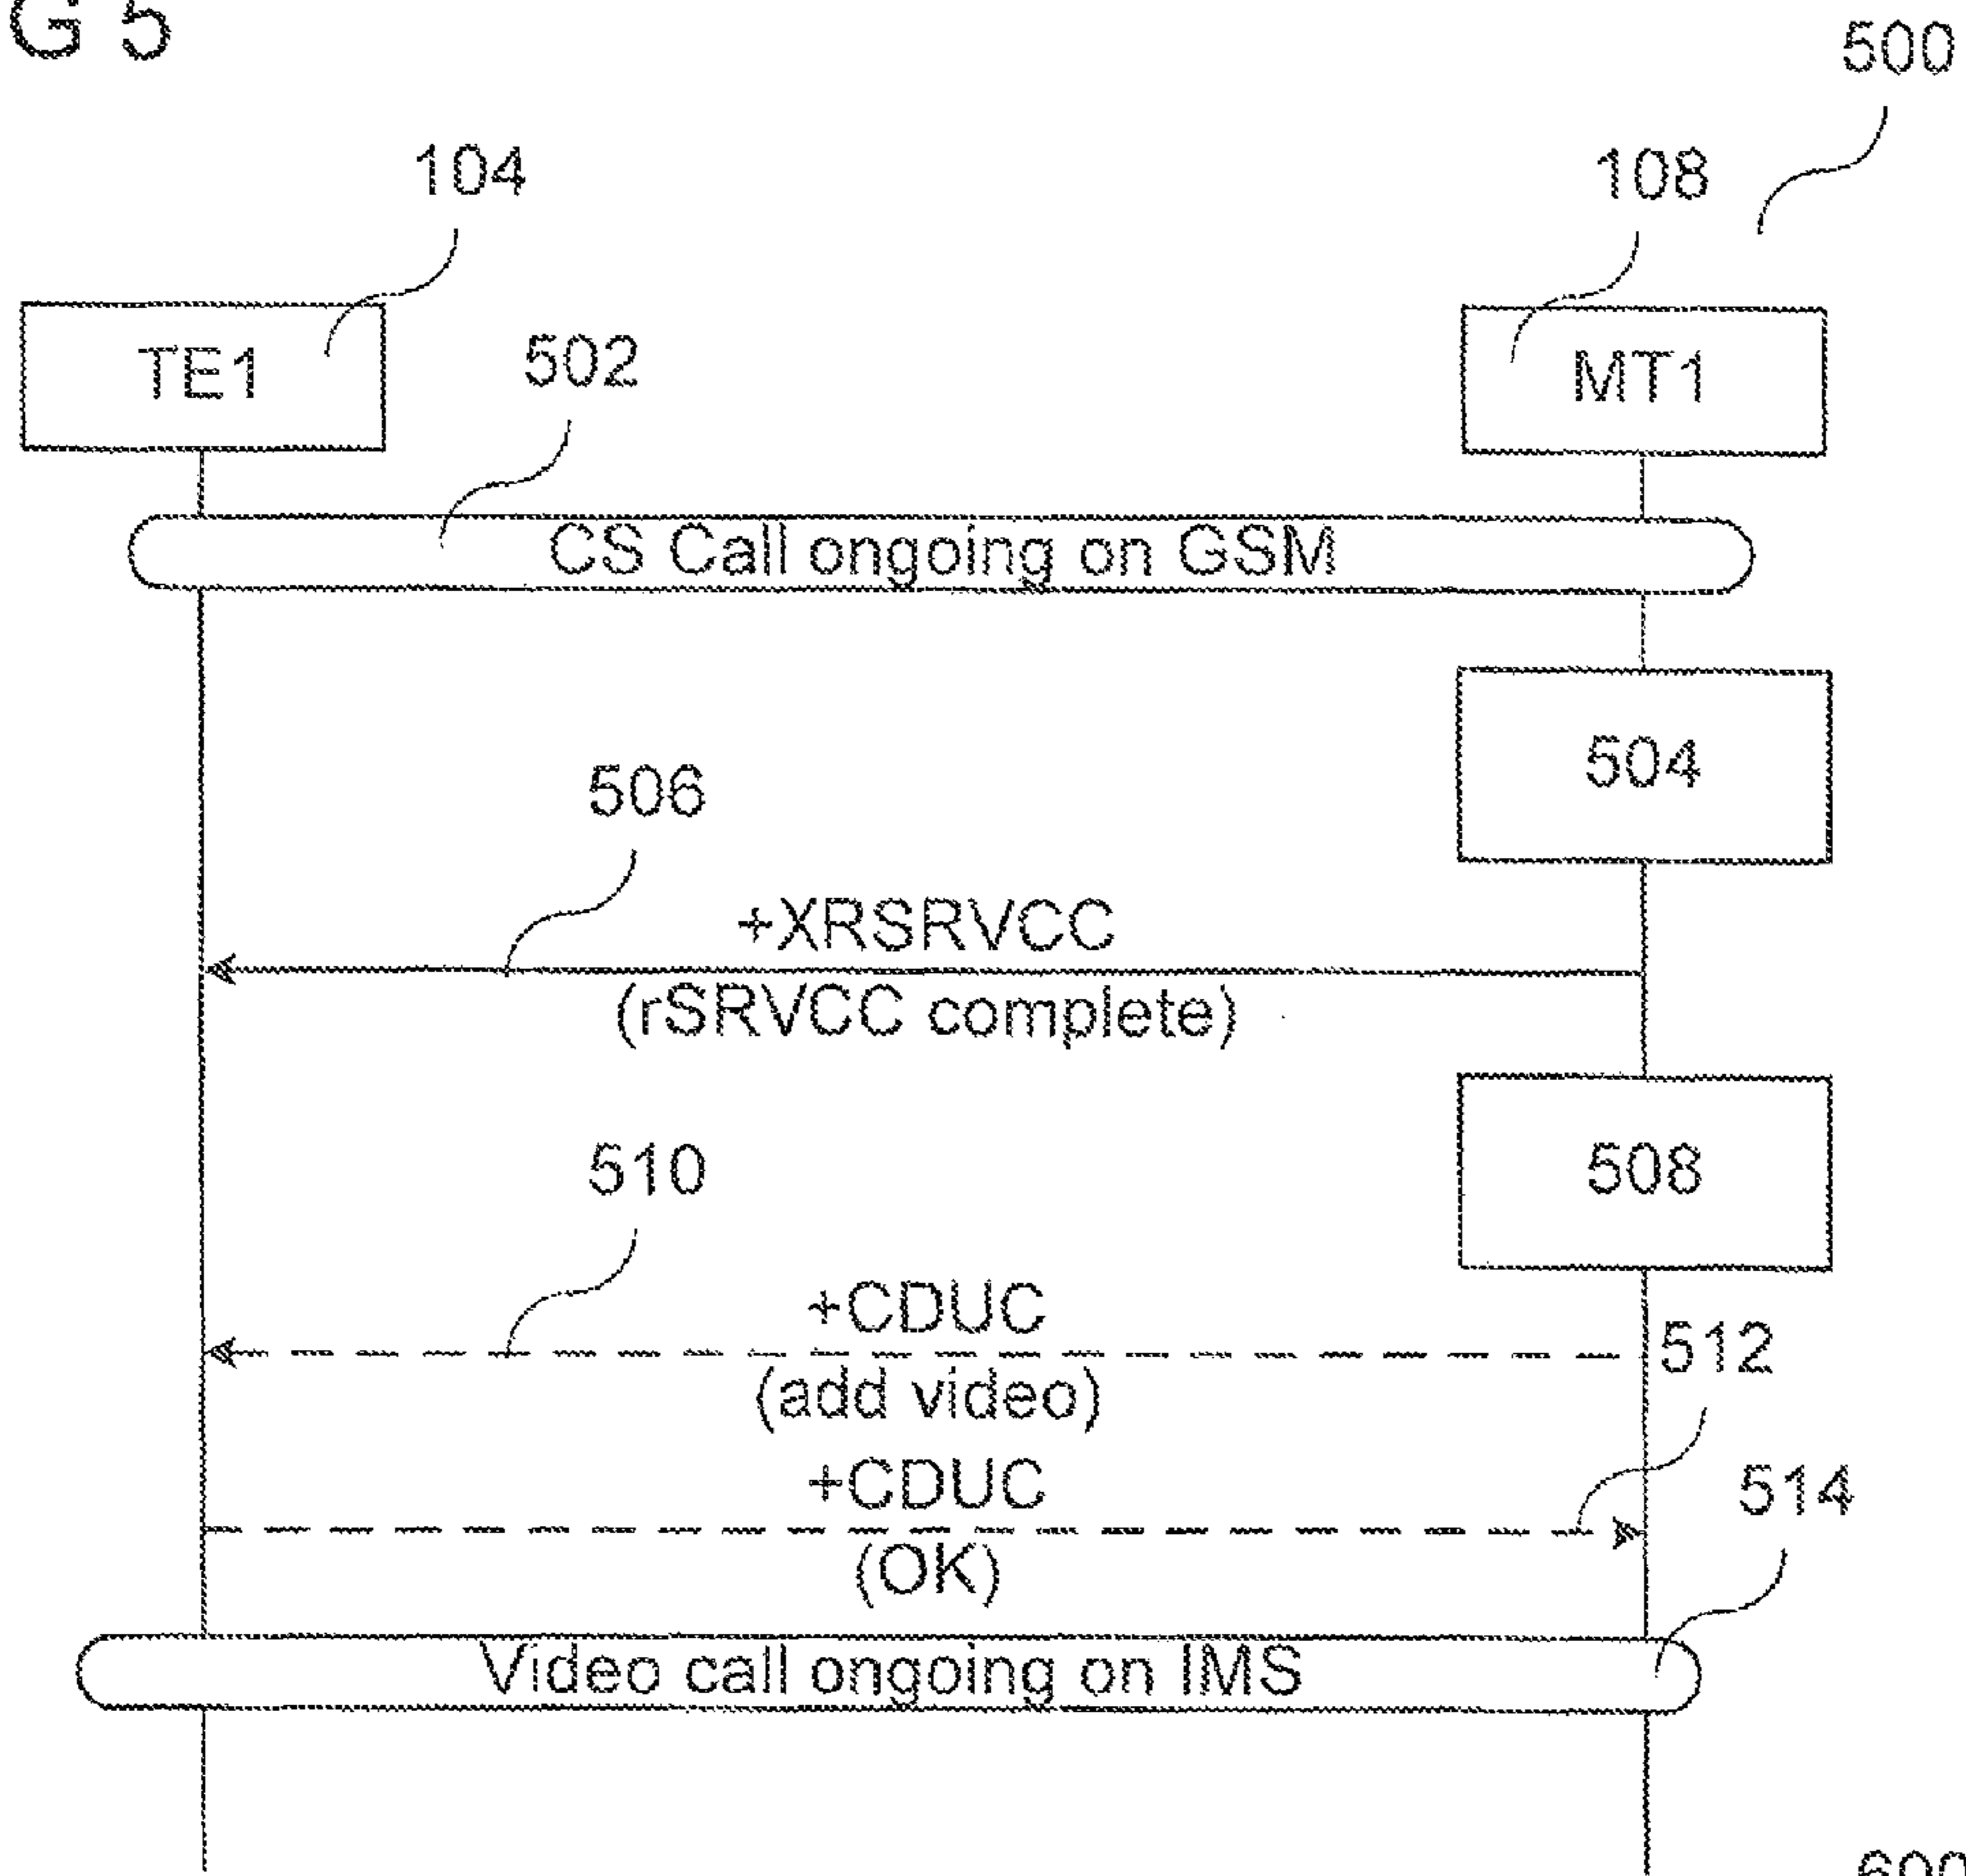 G 5
500
104
108
TE1
502
MT1
CS Call ongoing on GSM
504
506
+XRSRVCC
(rSRVCC complete)
508
510
+CDUC
512
(add video)
+CDUC
514
(OK)
Video call ongoing on IMS
600